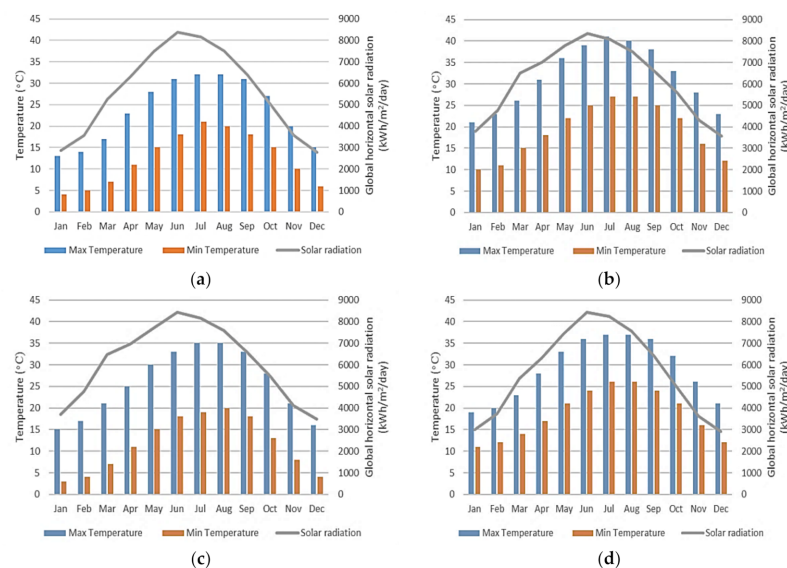 45 9000 45 9000
40 8000 40 8000
35 7000 35 7000
30 6000 30 6000
25 5000 25 5000
20 4000 20 4000
15 3000 15 3000
10 2000 10 2000
5 1000 5 1000
0 0 0 0
Temperature (°C)
Global horizontal solar radiation
(kWh/m²/day)
Temperature (°C)
Global horizontal solar radiation
(kWh/m²/day)
Jan Feb Mar Apr May Jun Jul Aug Sep Oct Nov Dec
Jan Feb Mar Apr May Jun Jul Aug Sep Oct Nov Dec
Max Temperature Min Temperature Solar radiation
Max Temperature Min Temperature Solar radiation
(a) (b)
45 9000 45 9000
40 8000 40 8000
35 7000 35 7000
30 6000 30 6000
25 5000 25 5000
20 4000 20 4000
15 3000 15 3000
10 2000 10 2000
5 1000 5 1000
0 0 0 0
Temperature (°C)
Global horizontal solar radiation
(kWh/m²/day)
Temperature (°C)
Global horizontal solar radiation
(kWh/m²/day)
Jan Feb Mar Apr May Jun Jul Aug Sep Oct Nov Dec
Jan Feb Mar Apr May Jun Jul Aug Sep Oct Nov Dec
Max Temperature Min Temperature Solar radiation
Max Temperature Min Temperature Solar radiation
(c) (d)